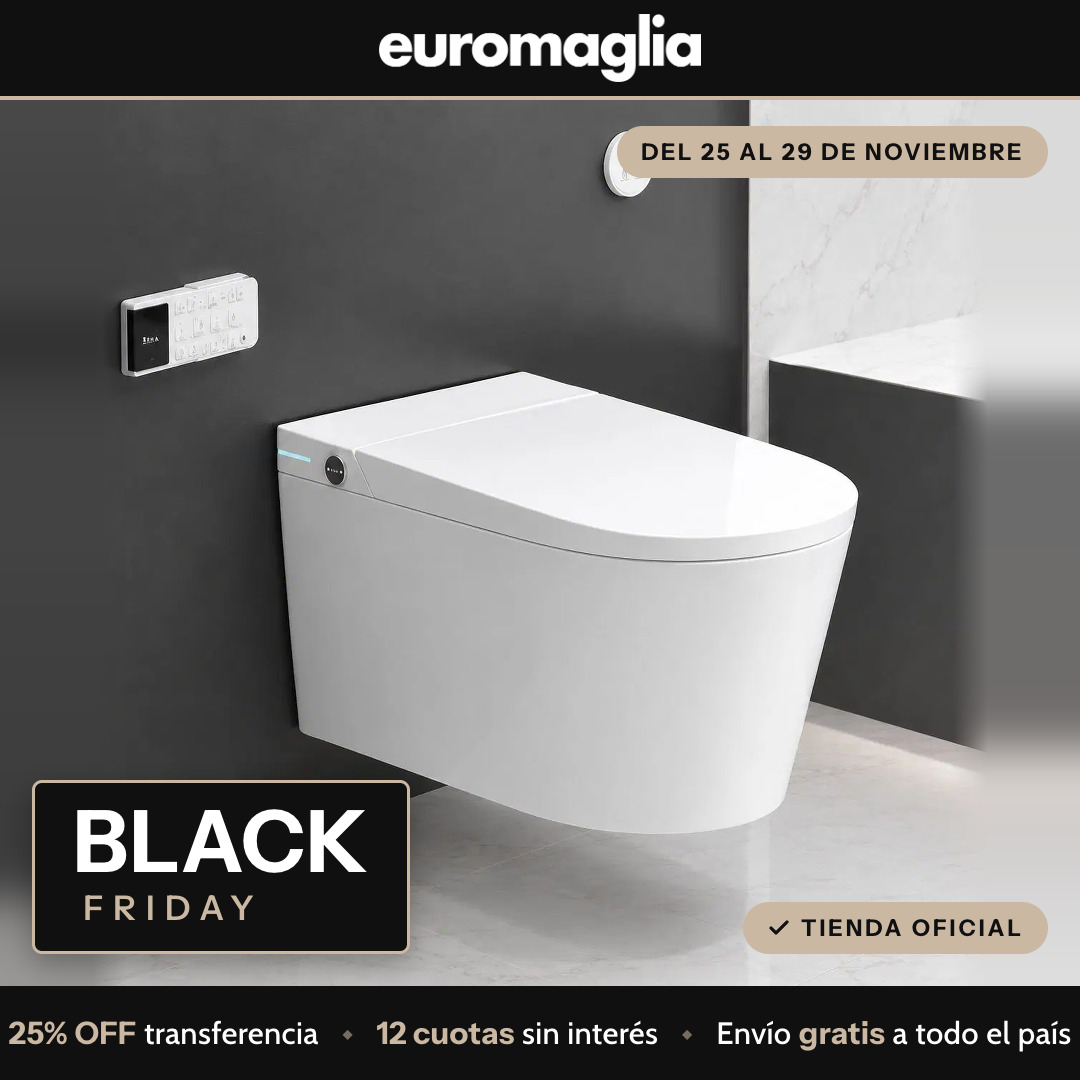 euromaglia
DEL 25 AL 29 DE NOVIEMBRE
BLACK
FRIDAY
TIENDA OFICIAL
25% OFF transferencia ◆ 12 cuotas sin interés ◆ Envío gratis a todo el país